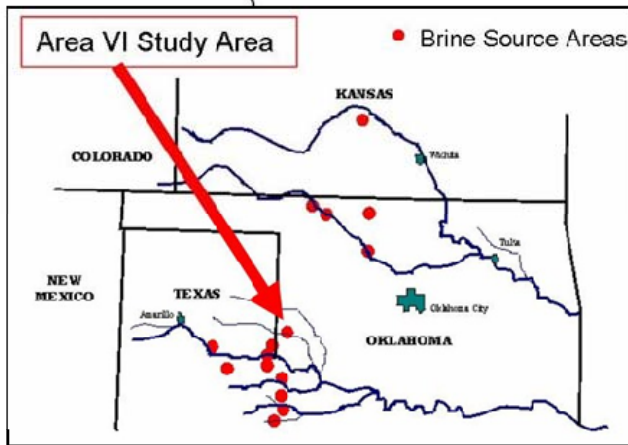 Area VI Study Area
Brine Source Areas
KANSAS
COLORADO
Wichita
Tulsa
NEW
MEXICO
TEXAS
Amarillo
Oklahoma City
OKLAHOMA